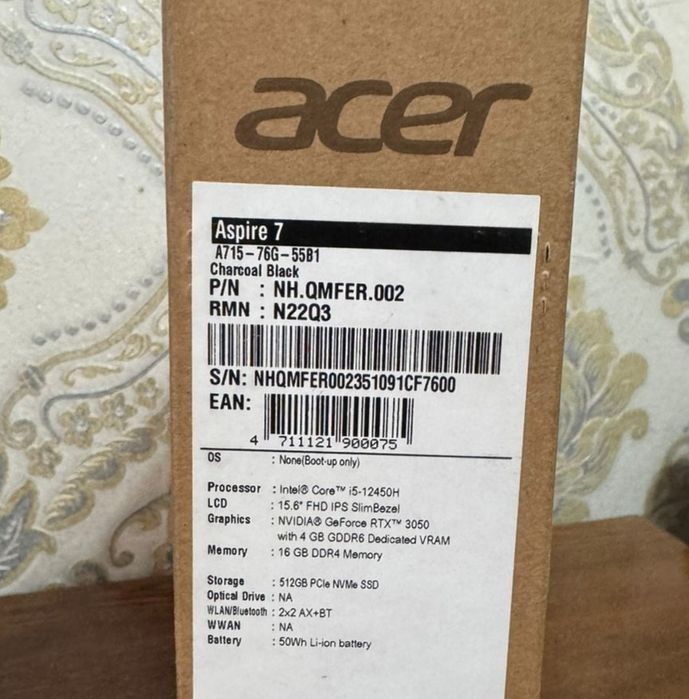 acer
Aspire 7
A715-76G-55B1
Charcoal Black
P/N : NH.QMFER.002
RMN : N22Q3
S/N: NHQMFER002351091CF7600
EAN:
4 711121 900075
OS : None(Boot-up only)
Processor : Intel® Core™ i5-12450H
LCD : 15.6" FHD IPS SlimBezel
Graphics : NVIDIA® GeForce RTX™ 3050
with 4 GB GDDR6 Dedicated VRAM
Memory : 16 GB DDR4 Memory
Storage : 512GB PCIe NVMe SSD
Optical Drive : NA
WLAN/Bluetooth : 2x2 AX+BT
WWAN : NA
Battery : 50Wh Li-ion battery